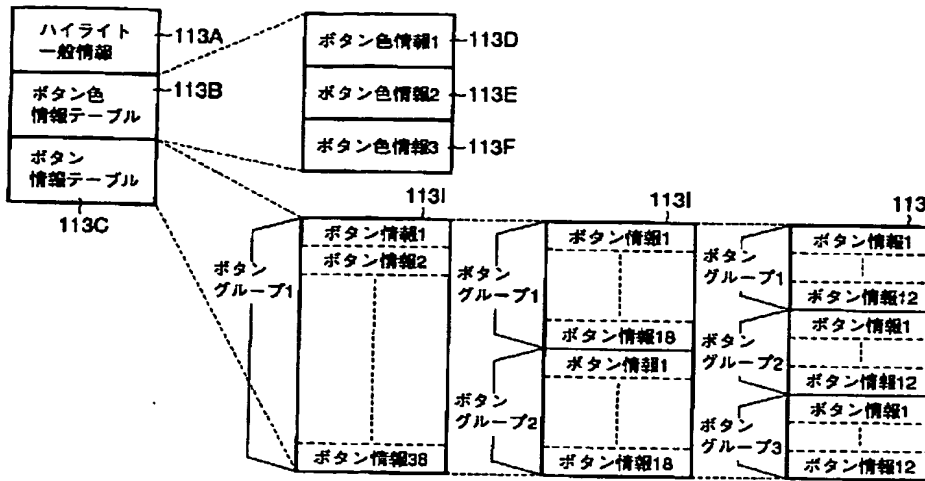 ハイライト
一般情報
113A
ボタン色
情報テーブル
113B
ボタン
情報テーブル
113C
ボタン色情報1
113D
ボタン色情報2
113E
ボタン色情報3
113F
113I
ボタン情報1
ボタン情報2
ボタン情報38
ボタン
グループ1
113I
ボタン情報1
ボタン情報18
ボタン情報1
ボタン情報18
ボタン
グループ1
ボタン
グループ2
113
ボタン情報1
ボタン情報12
ボタン情報1
ボタン情報12
ボタン情報1
ボタン情報12
ボタン
グループ1
ボタン
グループ2
ボタン
グループ3